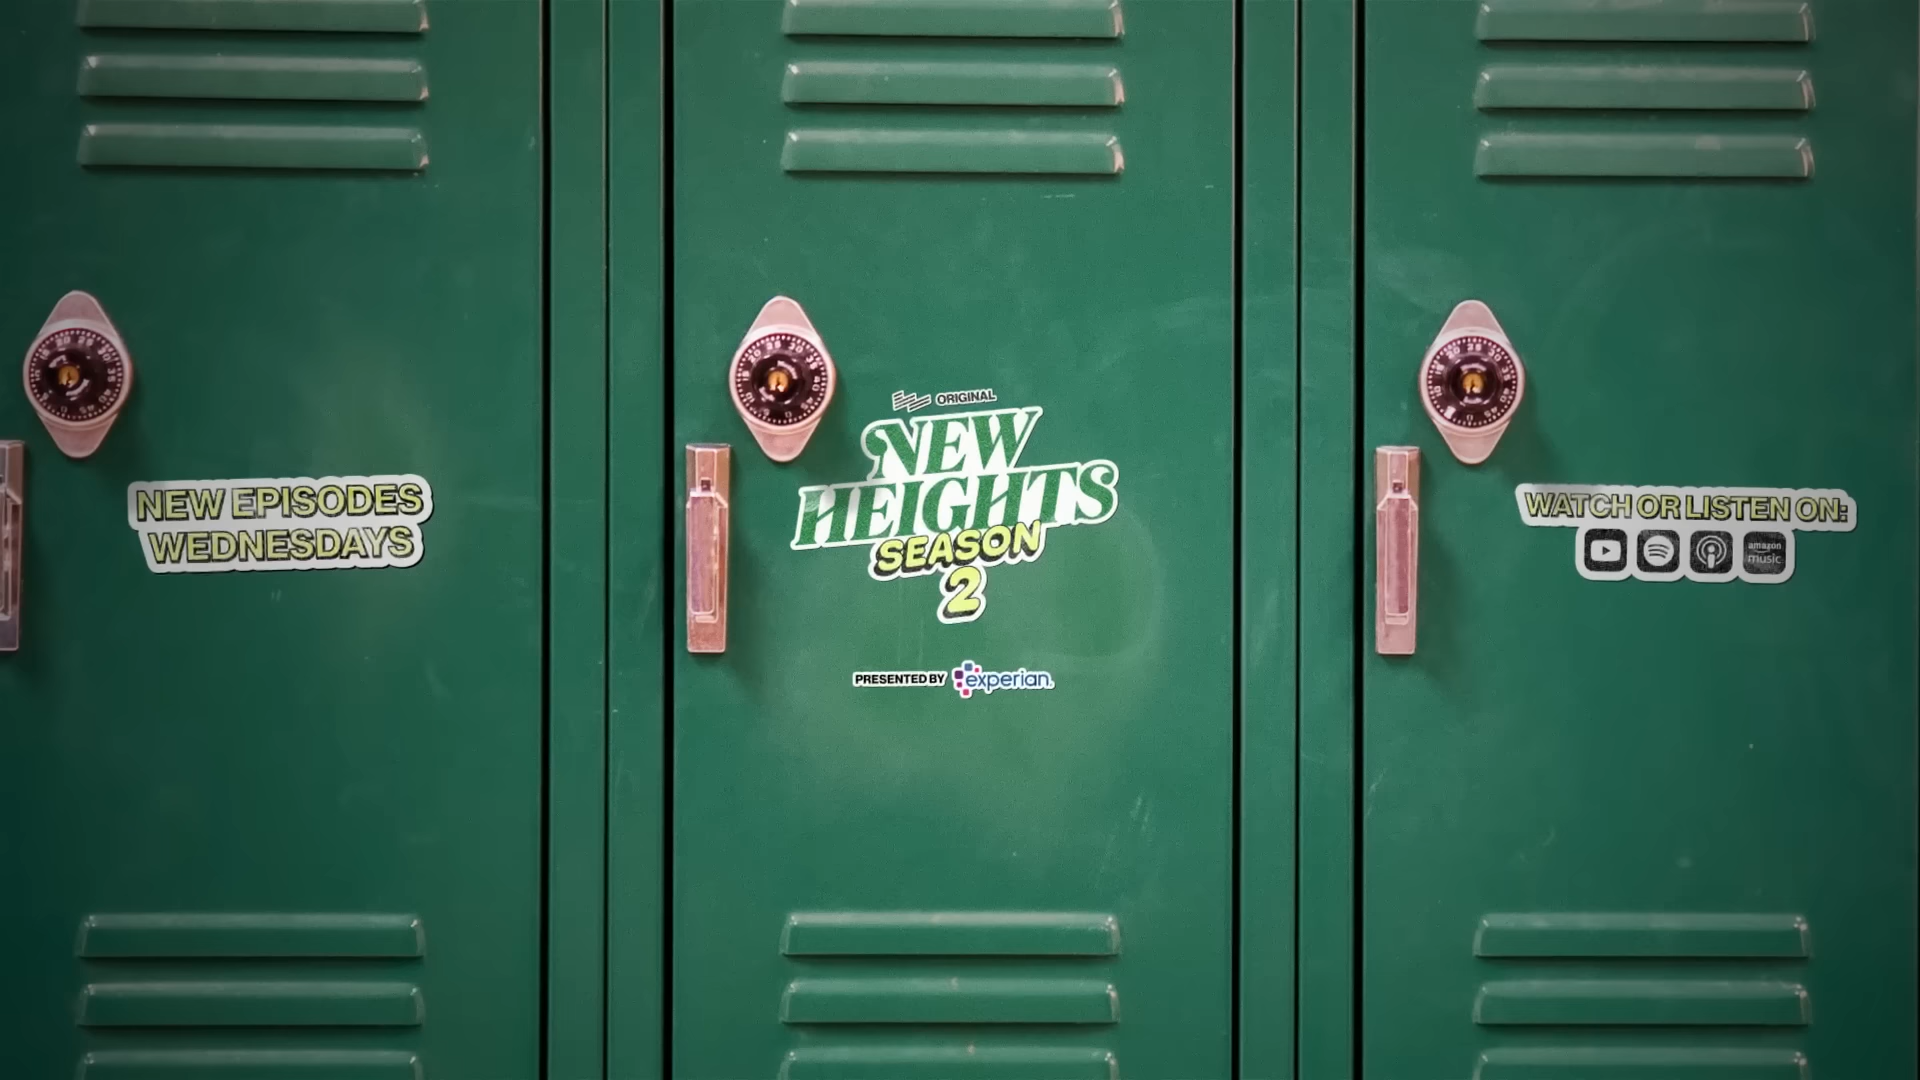 NEW EPISODES
WEDNESDAYS
ORIGINAL
NEW
HEIGHTS
SEASON
2
PRESENTED BY experian.
WATCH OR LISTEN ON:
amazon
music